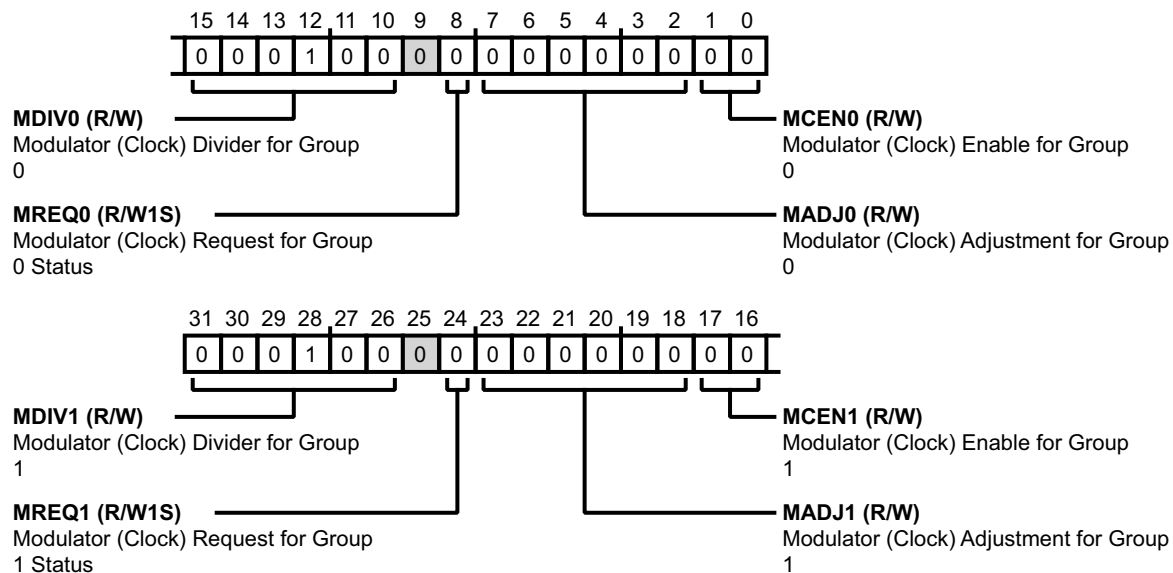 15 14 13 12 11 10 9 8 7 6 5 4 3 2 1 0
0 0 0 1 0 0 0 0 0 0 0 0 0 0 0 0
MDIV0 (R/W)
Modulator (Clock) Divider for Group
0
MCEN0 (R/W)
Modulator (Clock) Enable for Group
0
MREQ0 (R/W1S)
Modulator (Clock) Request for Group
0 Status
MADJ0 (R/W)
Modulator (Clock) Adjustment for Group
0
31 30 29 28 27 26 25 24 23 22 21 20 19 18 17 16
0 0 0 1 0 0 0 0 0 0 0 0 0 0 0 0
MDIV1 (R/W)
Modulator (Clock) Divider for Group
1
MCEN1 (R/W)
Modulator (Clock) Enable for Group
1
MREQ1 (R/W1S)
Modulator (Clock) Request for Group
1 Status
MADJ1 (R/W)
Modulator (Clock) Adjustment for Group
1